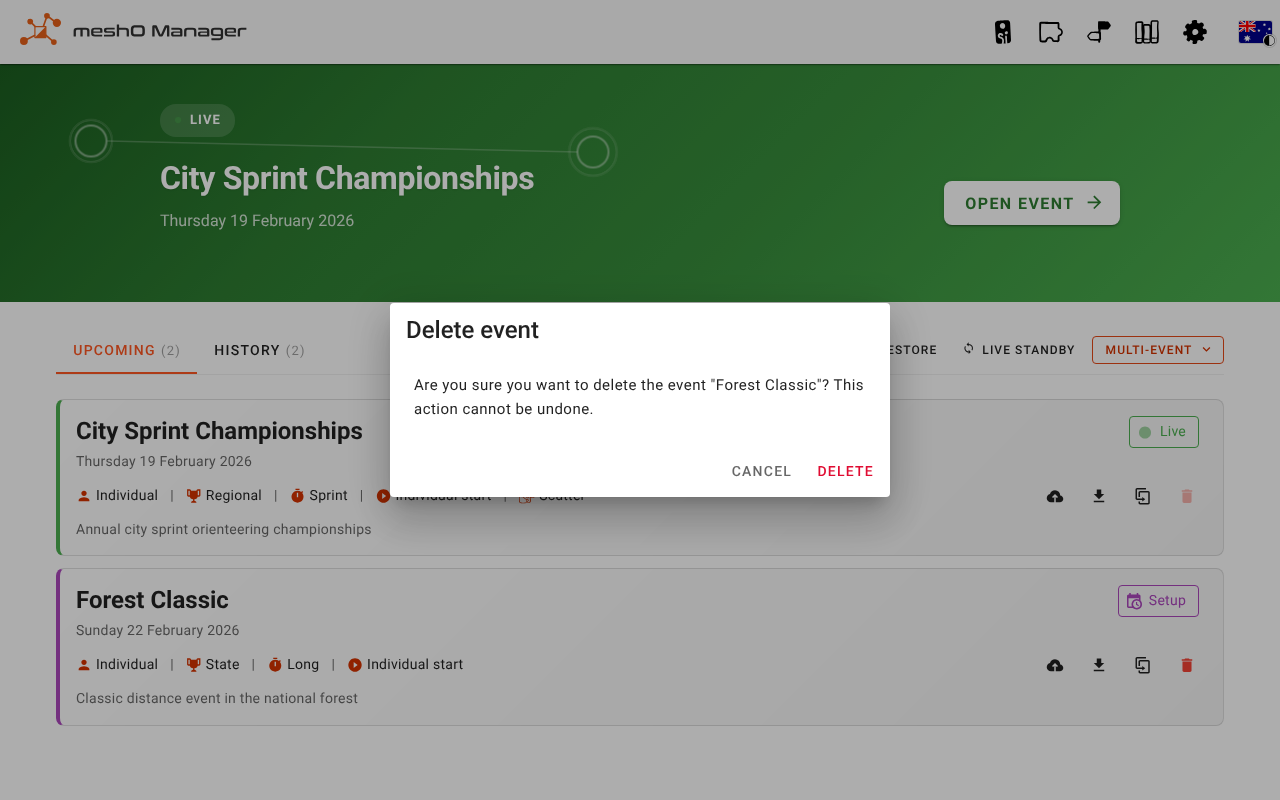 meshO Manager
Si
LIVE
City Sprint Championships
Thursday 19 February 2026
OPEN EVENT
UPCOMING (2)
HISTORY (2)
ESTORE
LIVE STANDBY
MULTI-EVENT
Delete event
Are you sure you want to delete the event "Forest Classic"? This
action cannot be undone.
CANCEL
DELETE
City Sprint Championships
Live
Thursday 19 February 2026
Individual | Regional | Sprint | Individual start | Scatter
Annual city sprint orienteering championships
Forest Classic
Setup
Sunday 22 February 2026
Individual | State | Long | Individual start
Classic distance event in the national forest